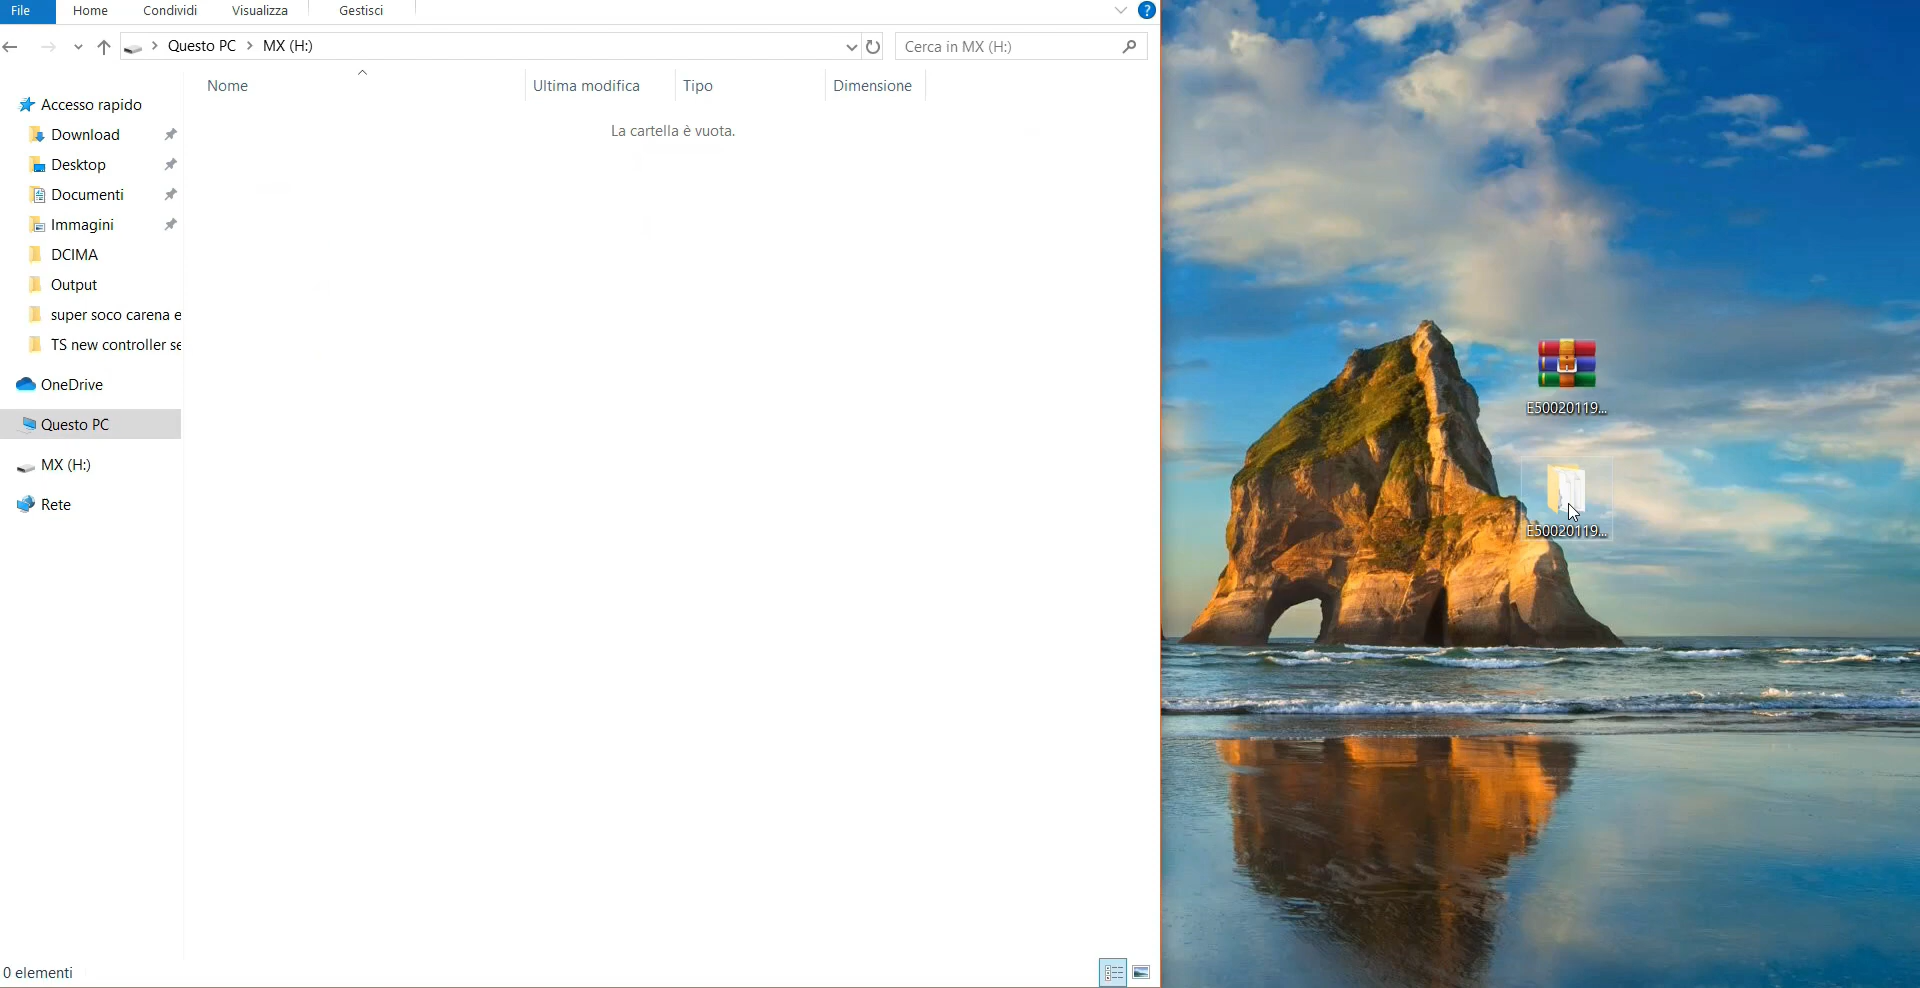 File Home Condividi Visualizza Gestisci ?
Questo PC MX (H:) Cerca in MX (H:)
Nome Ultima modifica Tipo Dimensione
La cartella è vuota.
Accesso rapido
Download
Desktop
Documenti
Immagini
DCIMA
Output
super soco carena e
TS new controller se
OneDrive
Questo PC
MX (H:)
Rete
0 elementi
E50020119...
E50020119...